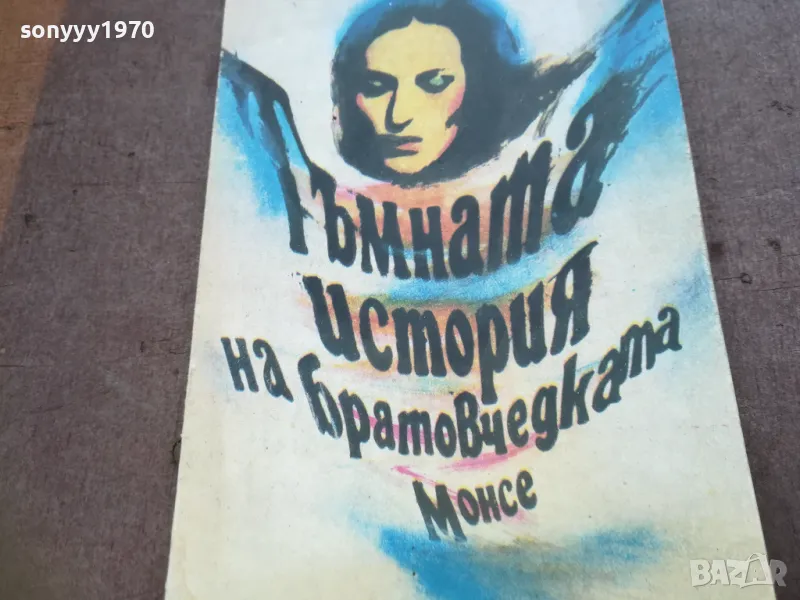 sonyyy1970
Тъмната
история
на братовчедката
Монсе
BAZAR